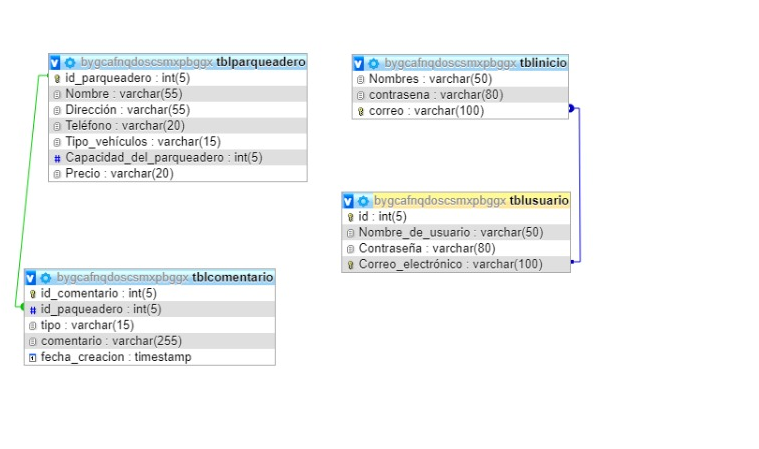 bygcafnqdoscsmxpbggx tblparqueadero
id_parqueadero : int(5)
Nombre : varchar(55)
Dirección : varchar(55)
Teléfono : varchar(20)
Tipo_vehículos : varchar(15)
# Capacidad_del_parqueadero : int(5)
Precio : varchar(20)
bygcafnqdoscsmxpbggx tblinicio
Nombres : varchar(50)
contrasena : varchar(80)
correo : varchar(100)
bygcafnqdoscsmxpbggx tblusuario
id : int(5)
Nombre_de_usuario : varchar(50)
Contraseña : varchar(80)
Correo_electrónico : varchar(100)
bygcafnqdoscsmxpbggx tblcomentario
id_comentario : int(5)
# id_paqueadero : int(5)
tipo : varchar(15)
comentario : varchar(255)
fecha_creacion : timestamp